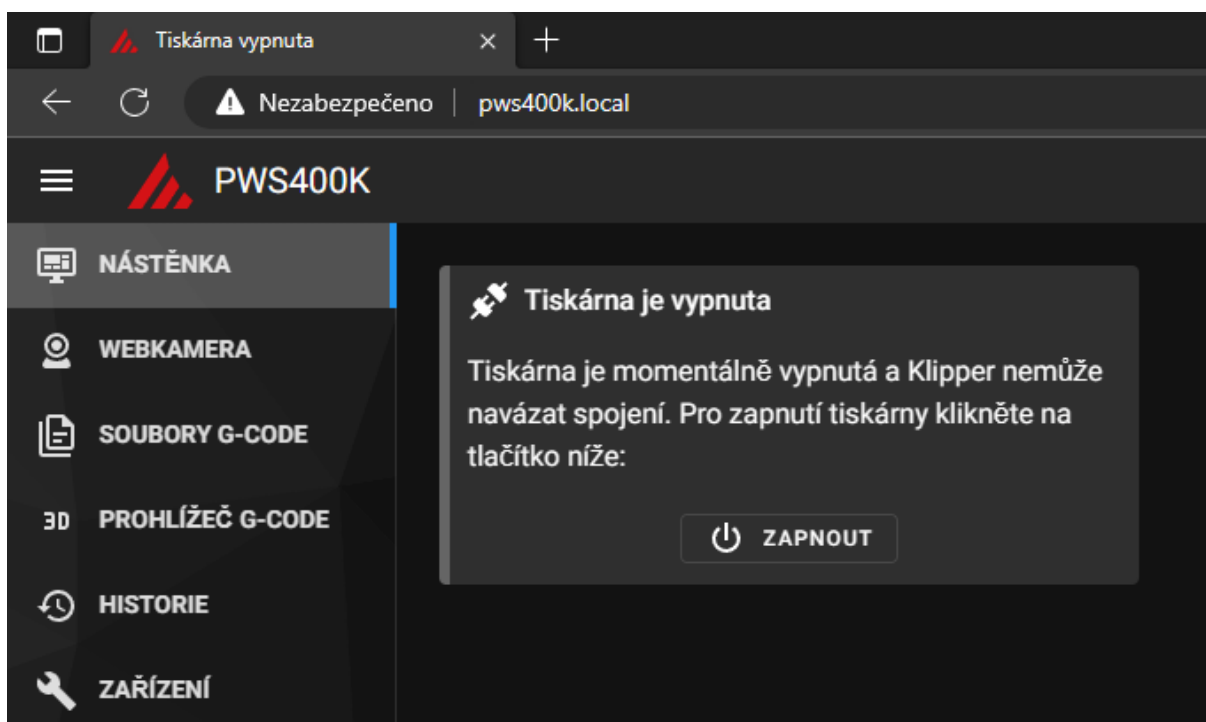 Tiskárna vypnuta
Nezabezpečeno | pws400k.local
PWS400K
NÁSTĚNKA
WEBKAMERA
SOUBORY G-CODE
3D PROHLÍŽEČ G-CODE
HISTORIE
ZAŘÍZENÍ
Tiskárna je vypnuta
Tiskárna je momentálně vypnutá a Klipper nemůže
navázat spojení. Pro zapnutí tiskárny klikněte na
tlačítko níže:
ZAPNOUT